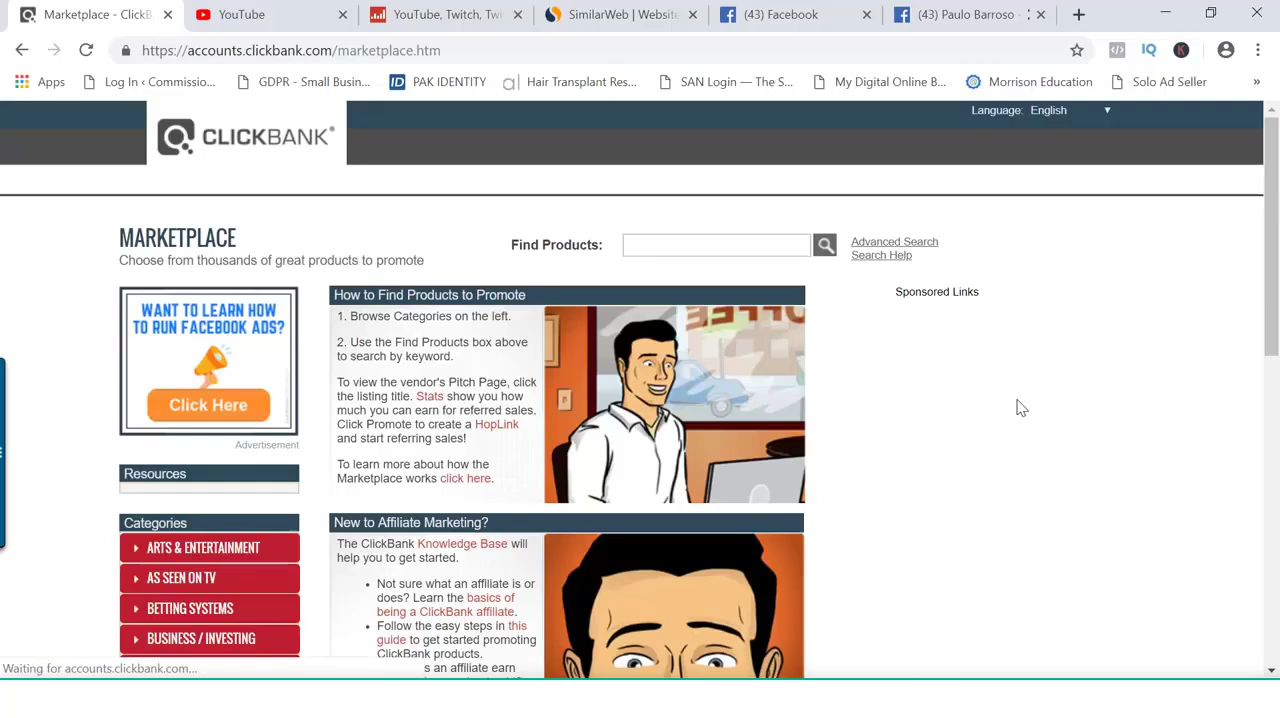 Marketplace - ClickB
YouTube
YouTube, Twitch, Twi
SimilarWeb | Website
(43) Facebook
(43) Paulo Barroso -
https://accounts.clickbank.com/marketplace.htm
Apps
Log In ‹ Commissio...
GDPR - Small Busin...
ID PAK IDENTITY
Hair Transplant Res...
SAN Login — The S...
My Digital Online B...
Morrison Education
Solo Ad Seller
»
Language: English
CLICKBANK®
MARKETPLACE
Choose from thousands of great products to promote
Find Products:
Advanced Search
Search Help
Sponsored Links
WANT TO LEARN HOW
TO RUN FACEBOOK ADS?
Click Here
Advertisement
Resources
Categories
ARTS & ENTERTAINMENT
AS SEEN ON TV
BETTING SYSTEMS
BUSINESS / INVESTING
How to Find Products to Promote
1. Browse Categories on the left.
2. Use the Find Products box above
to search by keyword.
To view the vendor's Pitch Page, click
the listing title. Stats show you how
much you can earn for referred sales.
Click Promote to create a HopLink
and start referring sales!
To learn more about how the
Marketplace works click here.
COFFEE
New to Affiliate Marketing?
The ClickBank Knowledge Base will
help you to get started.
• Not sure what an affiliate is or
does? Learn the basics of
being a ClickBank affiliate.
• Follow the easy steps in this
guide to get started promoting
ClickBank products.
s an affiliate earn
Waiting for accounts.clickbank.com...